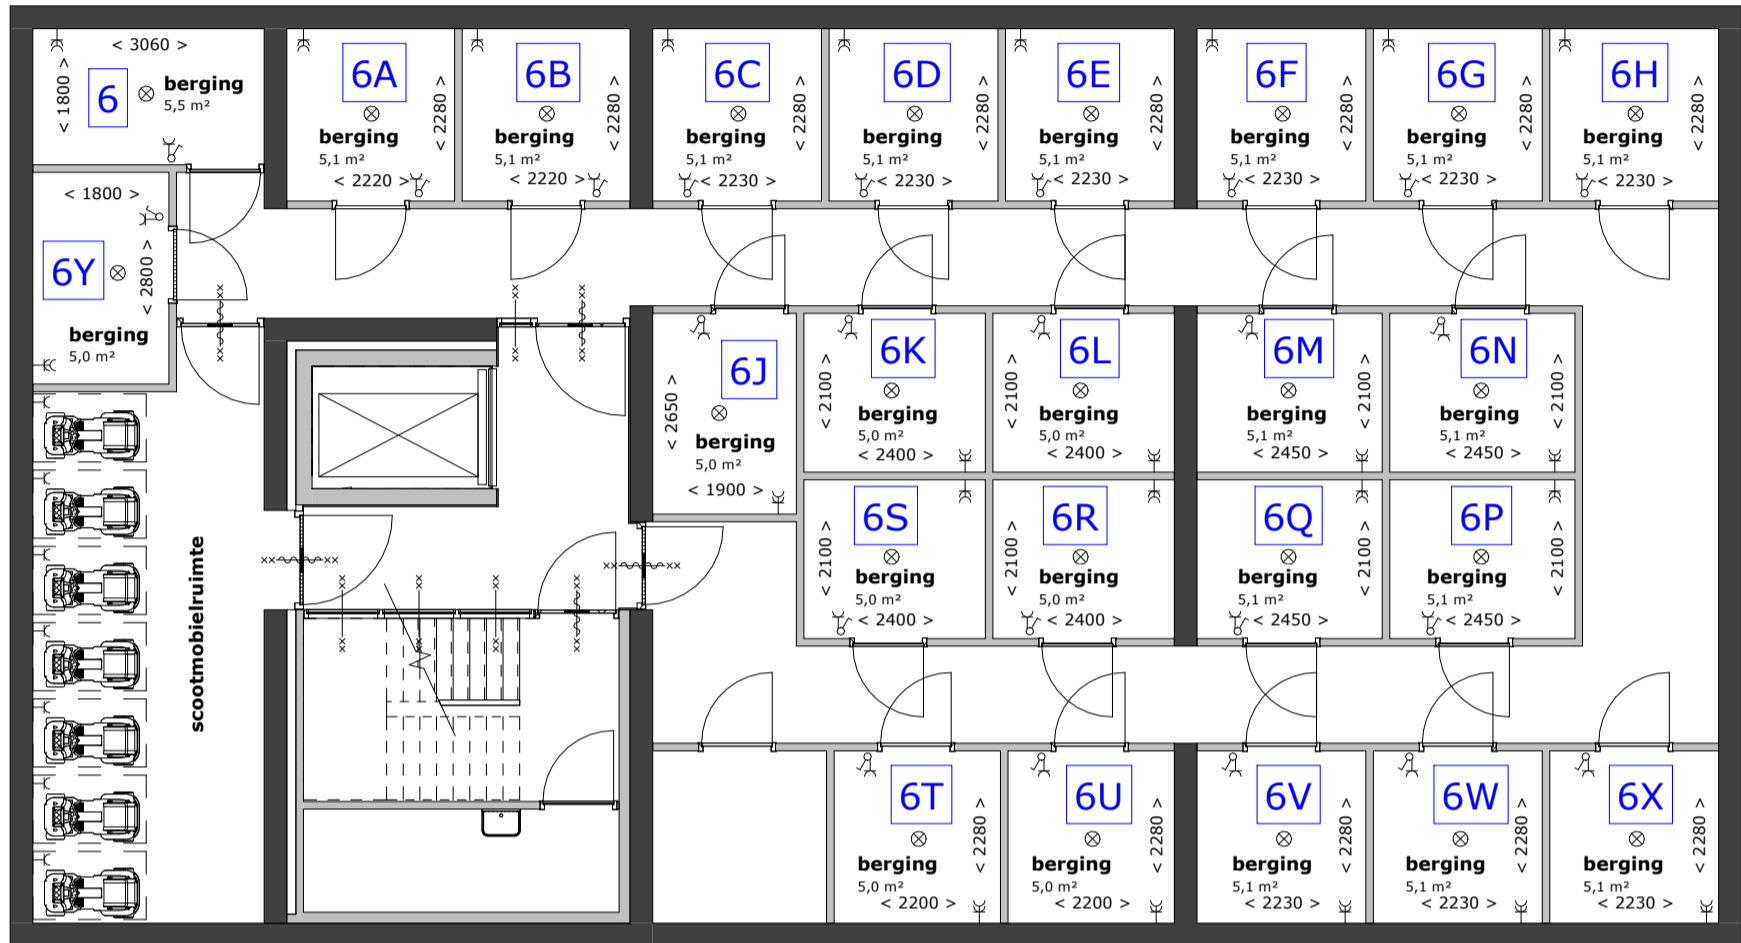 < 3060 >
< 1800 >
6
berging
5,5 m²
6A
< 2280 >
berging
5,1 m²
< 2220 >
6B
< 2280 >
berging
5,1 m²
< 2220 >
6C
< 2280 >
berging
5,1 m²
< 2230 >
6D
< 2280 >
berging
5,1 m²
< 2230 >
6E
< 2280 >
berging
5,1 m²
< 2230 >
6F
< 2280 >
berging
5,1 m²
< 2230 >
6G
< 2280 >
berging
5,1 m²
< 2230 >
6H
< 2280 >
berging
5,1 m²
< 2230 >
< 1800 >
6Y
< 2800 >
berging
5,0 m²
6J
< 2650 >
berging
5,0 m²
< 1900 >
6K
< 2100 >
berging
5,0 m²
< 2400 >
6L
< 2100 >
berging
5,0 m²
< 2400 >
6M
< 2100 >
berging
5,1 m²
< 2450 >
6N
< 2100 >
berging
5,1 m²
< 2450 >
6S
< 2100 >
berging
5,0 m²
< 2400 >
6R
< 2100 >
berging
5,0 m²
< 2400 >
6Q
< 2100 >
berging
5,1 m²
< 2450 >
6P
< 2100 >
berging
5,1 m²
< 2450 >
scootmobielruimte
6T
< 2280 >
berging
5,0 m²
< 2200 >
6U
< 2280 >
berging
5,0 m²
< 2200 >
6V
< 2280 >
berging
5,1 m²
< 2230 >
6W
< 2280 >
berging
5,1 m²
< 2230 >
6X
< 2280 >
berging
5,1 m²
< 2230 >